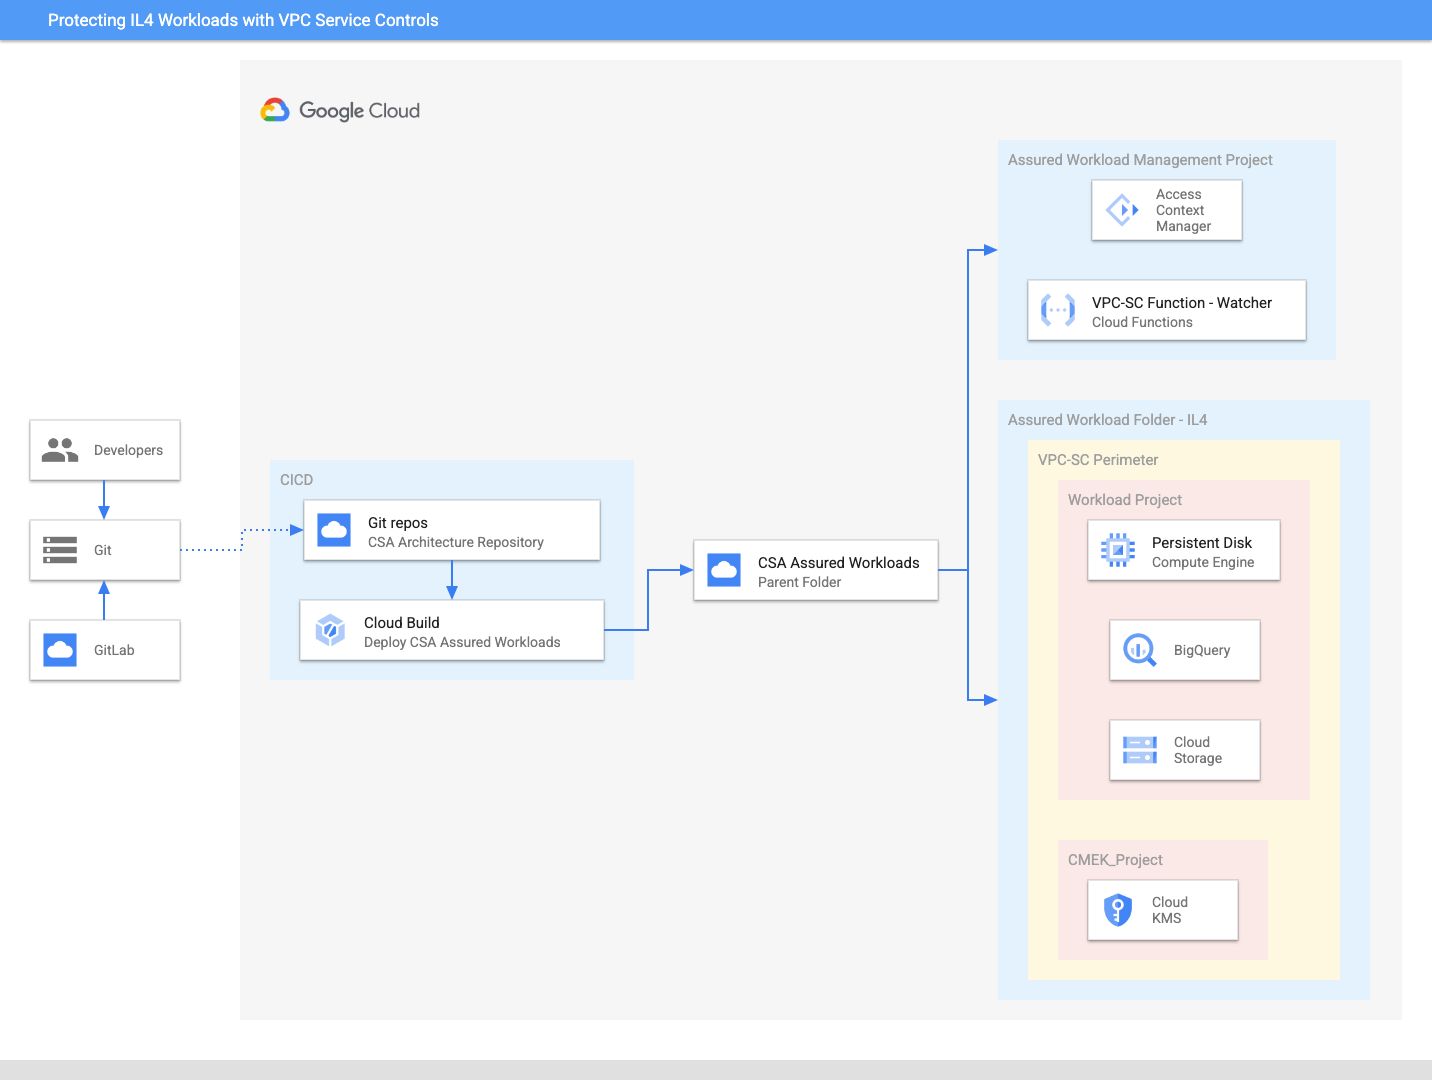 Protecting IL4 Workloads with VPC Service Controls
Google Cloud
Assured Workload Management Project
Access
Context
Manager
VPC-SC Function - Watcher
Cloud Functions
Developers
Git
GitLab
CICD
Git repos
CSA Architecture Repository
Cloud Build
Deploy CSA Assured Workloads
CSA Assured Workloads
Parent Folder
Assured Workload Folder - IL4
VPC-SC Perimeter
Workload Project
Persistent Disk
Compute Engine
BigQuery
Cloud
Storage
CMEK_Project
Cloud
KMS